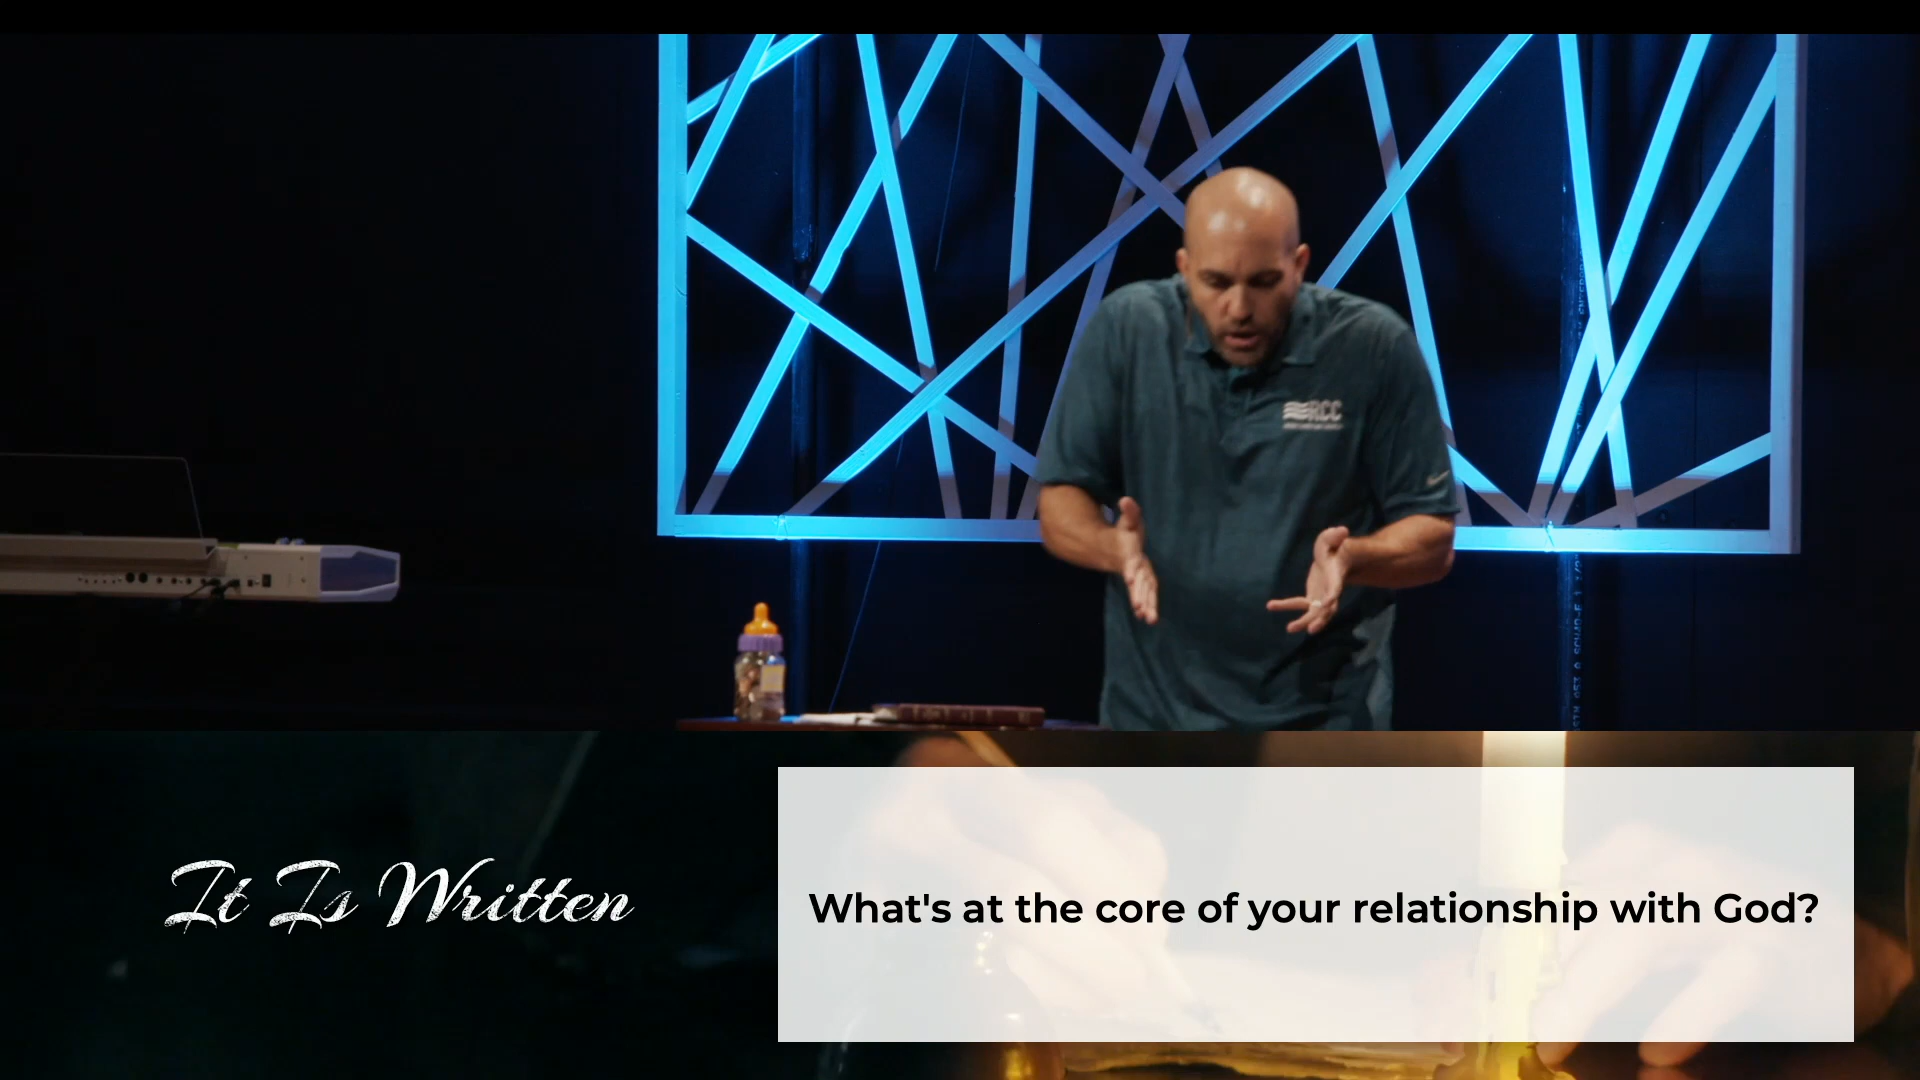 RCC
It Is Written
What's at the core of your relationship with God?